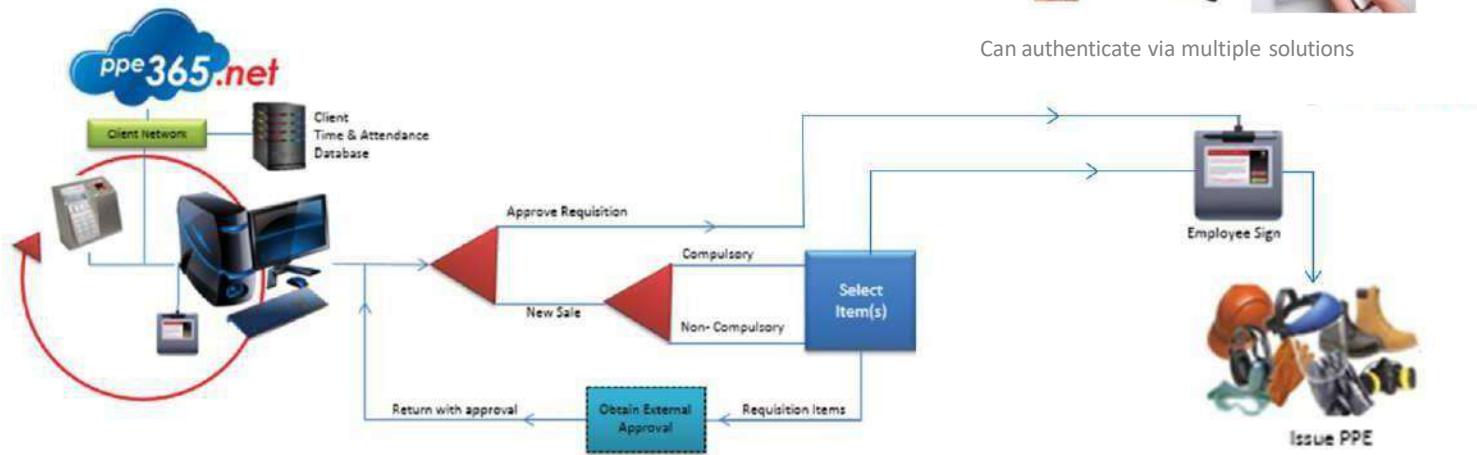 Can authenticate via multiple solutions
ppe365.net
Client Network
Client
Time & Attendance
Database
Approve Requisition
Compulsory
New Sale
Non- Compulsory
Select
Item(s)
Employee Sign
Return with approval
Obtain External
Approval
Requisition Items
Issue PPE